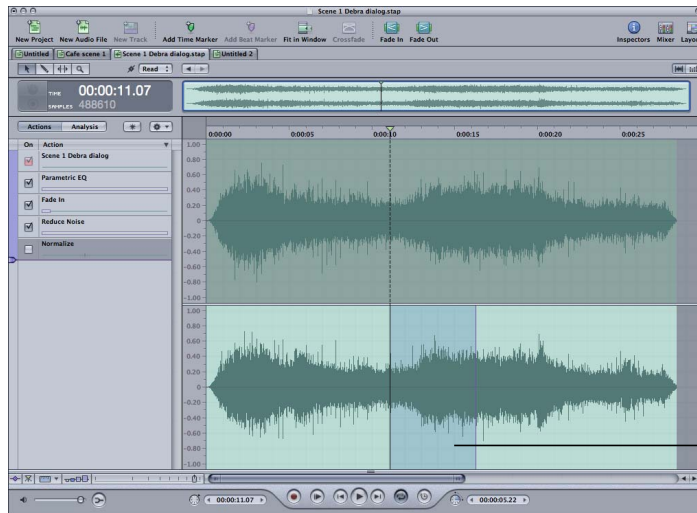 Scene 1 Debra dialog.stap
New Project New Audio File New Track Add Time Marker Add Beat Marker Fit in Window Crossfade Fade In Fade Out Inspectors Mixer Layou
Untitled Cafe scene 1 Scene 1 Debra dialog.stap Untitled 2
Read
TIME 00:00:11.07
SAMPLES 488610
Actions Analysis
On Action
Scene 1 Debra dialog
Parametric EQ
Fade In
Reduce Noise
Normalize
0:00:00 0:00:05 0:00:10 0:00:15 0:00:20 0:00:25
1.00
0.80
0.60
0.40
0.20
0
-0.20
-0.40
-0.60
-0.80
-1.00
1.00
0.80
0.60
0.40
0.20
0
-0.20
-0.40
-0.60
-0.80
-1.00
00:00:11.07 00:00:05.22